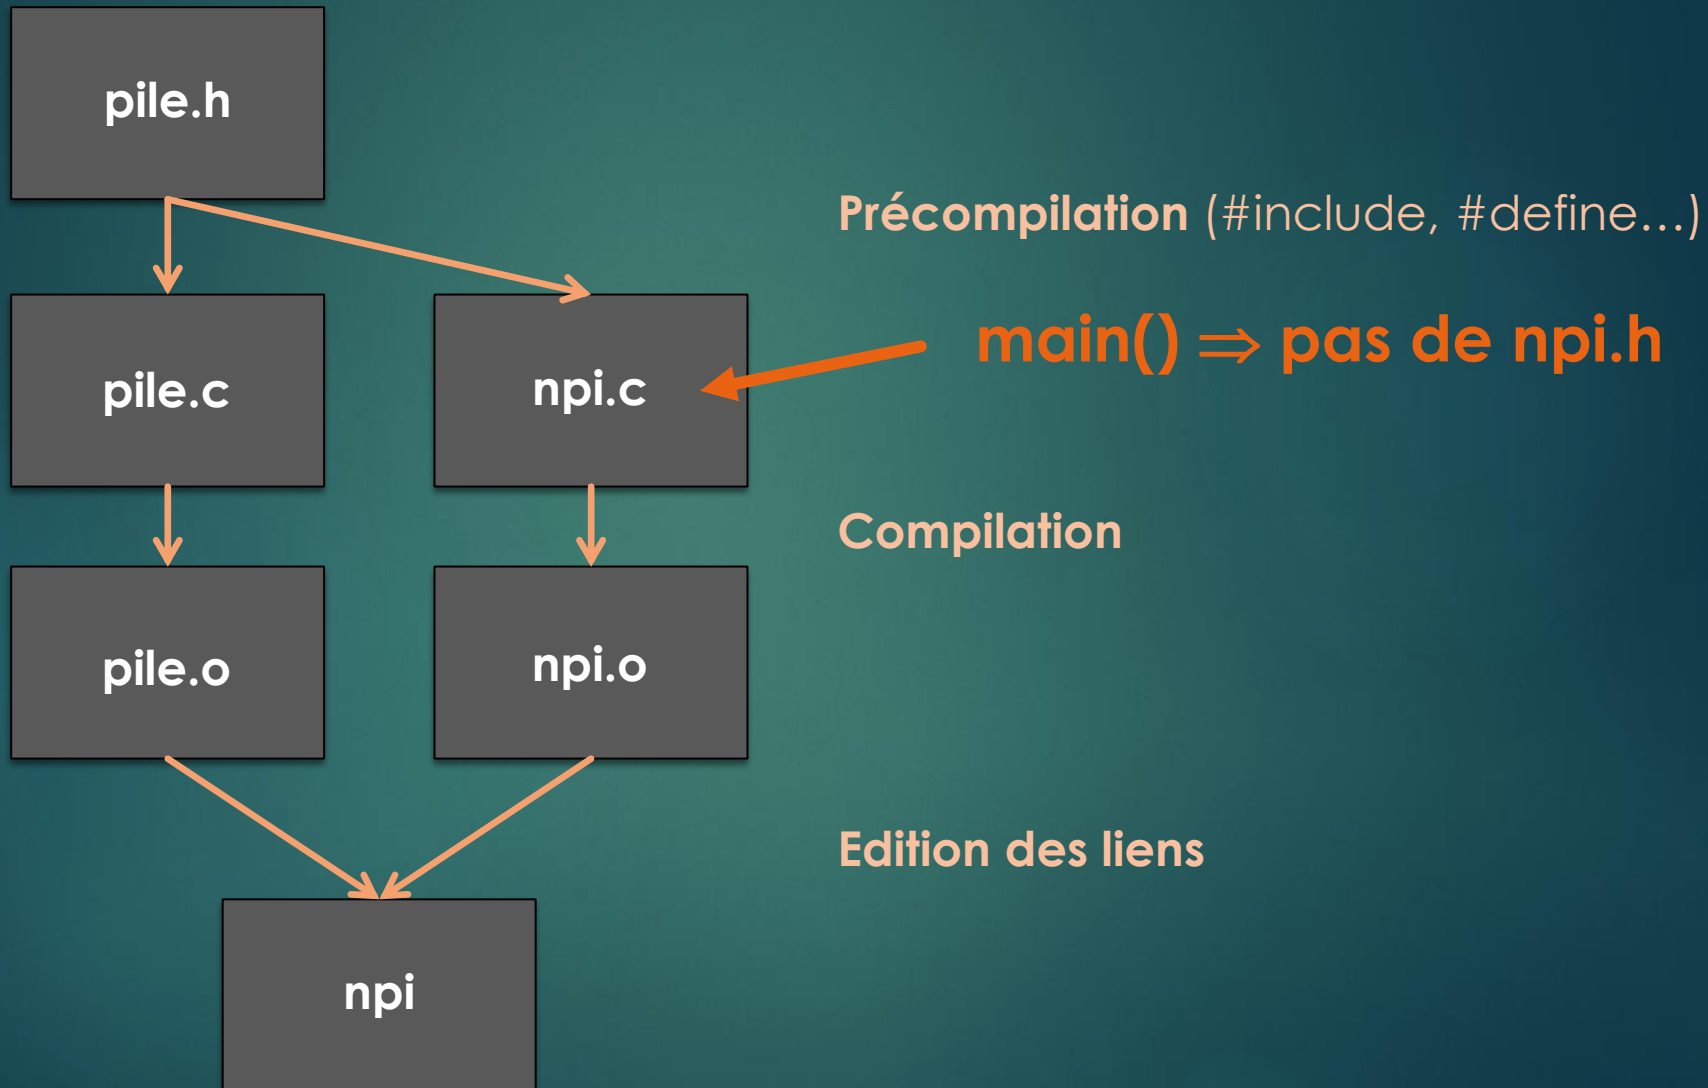 pile.h
Précompilation (#include, #define…)
main() ⇒ pas de npi.h
pile.c
npi.c
Compilation
pile.o
npi.o
Edition des liens
npi